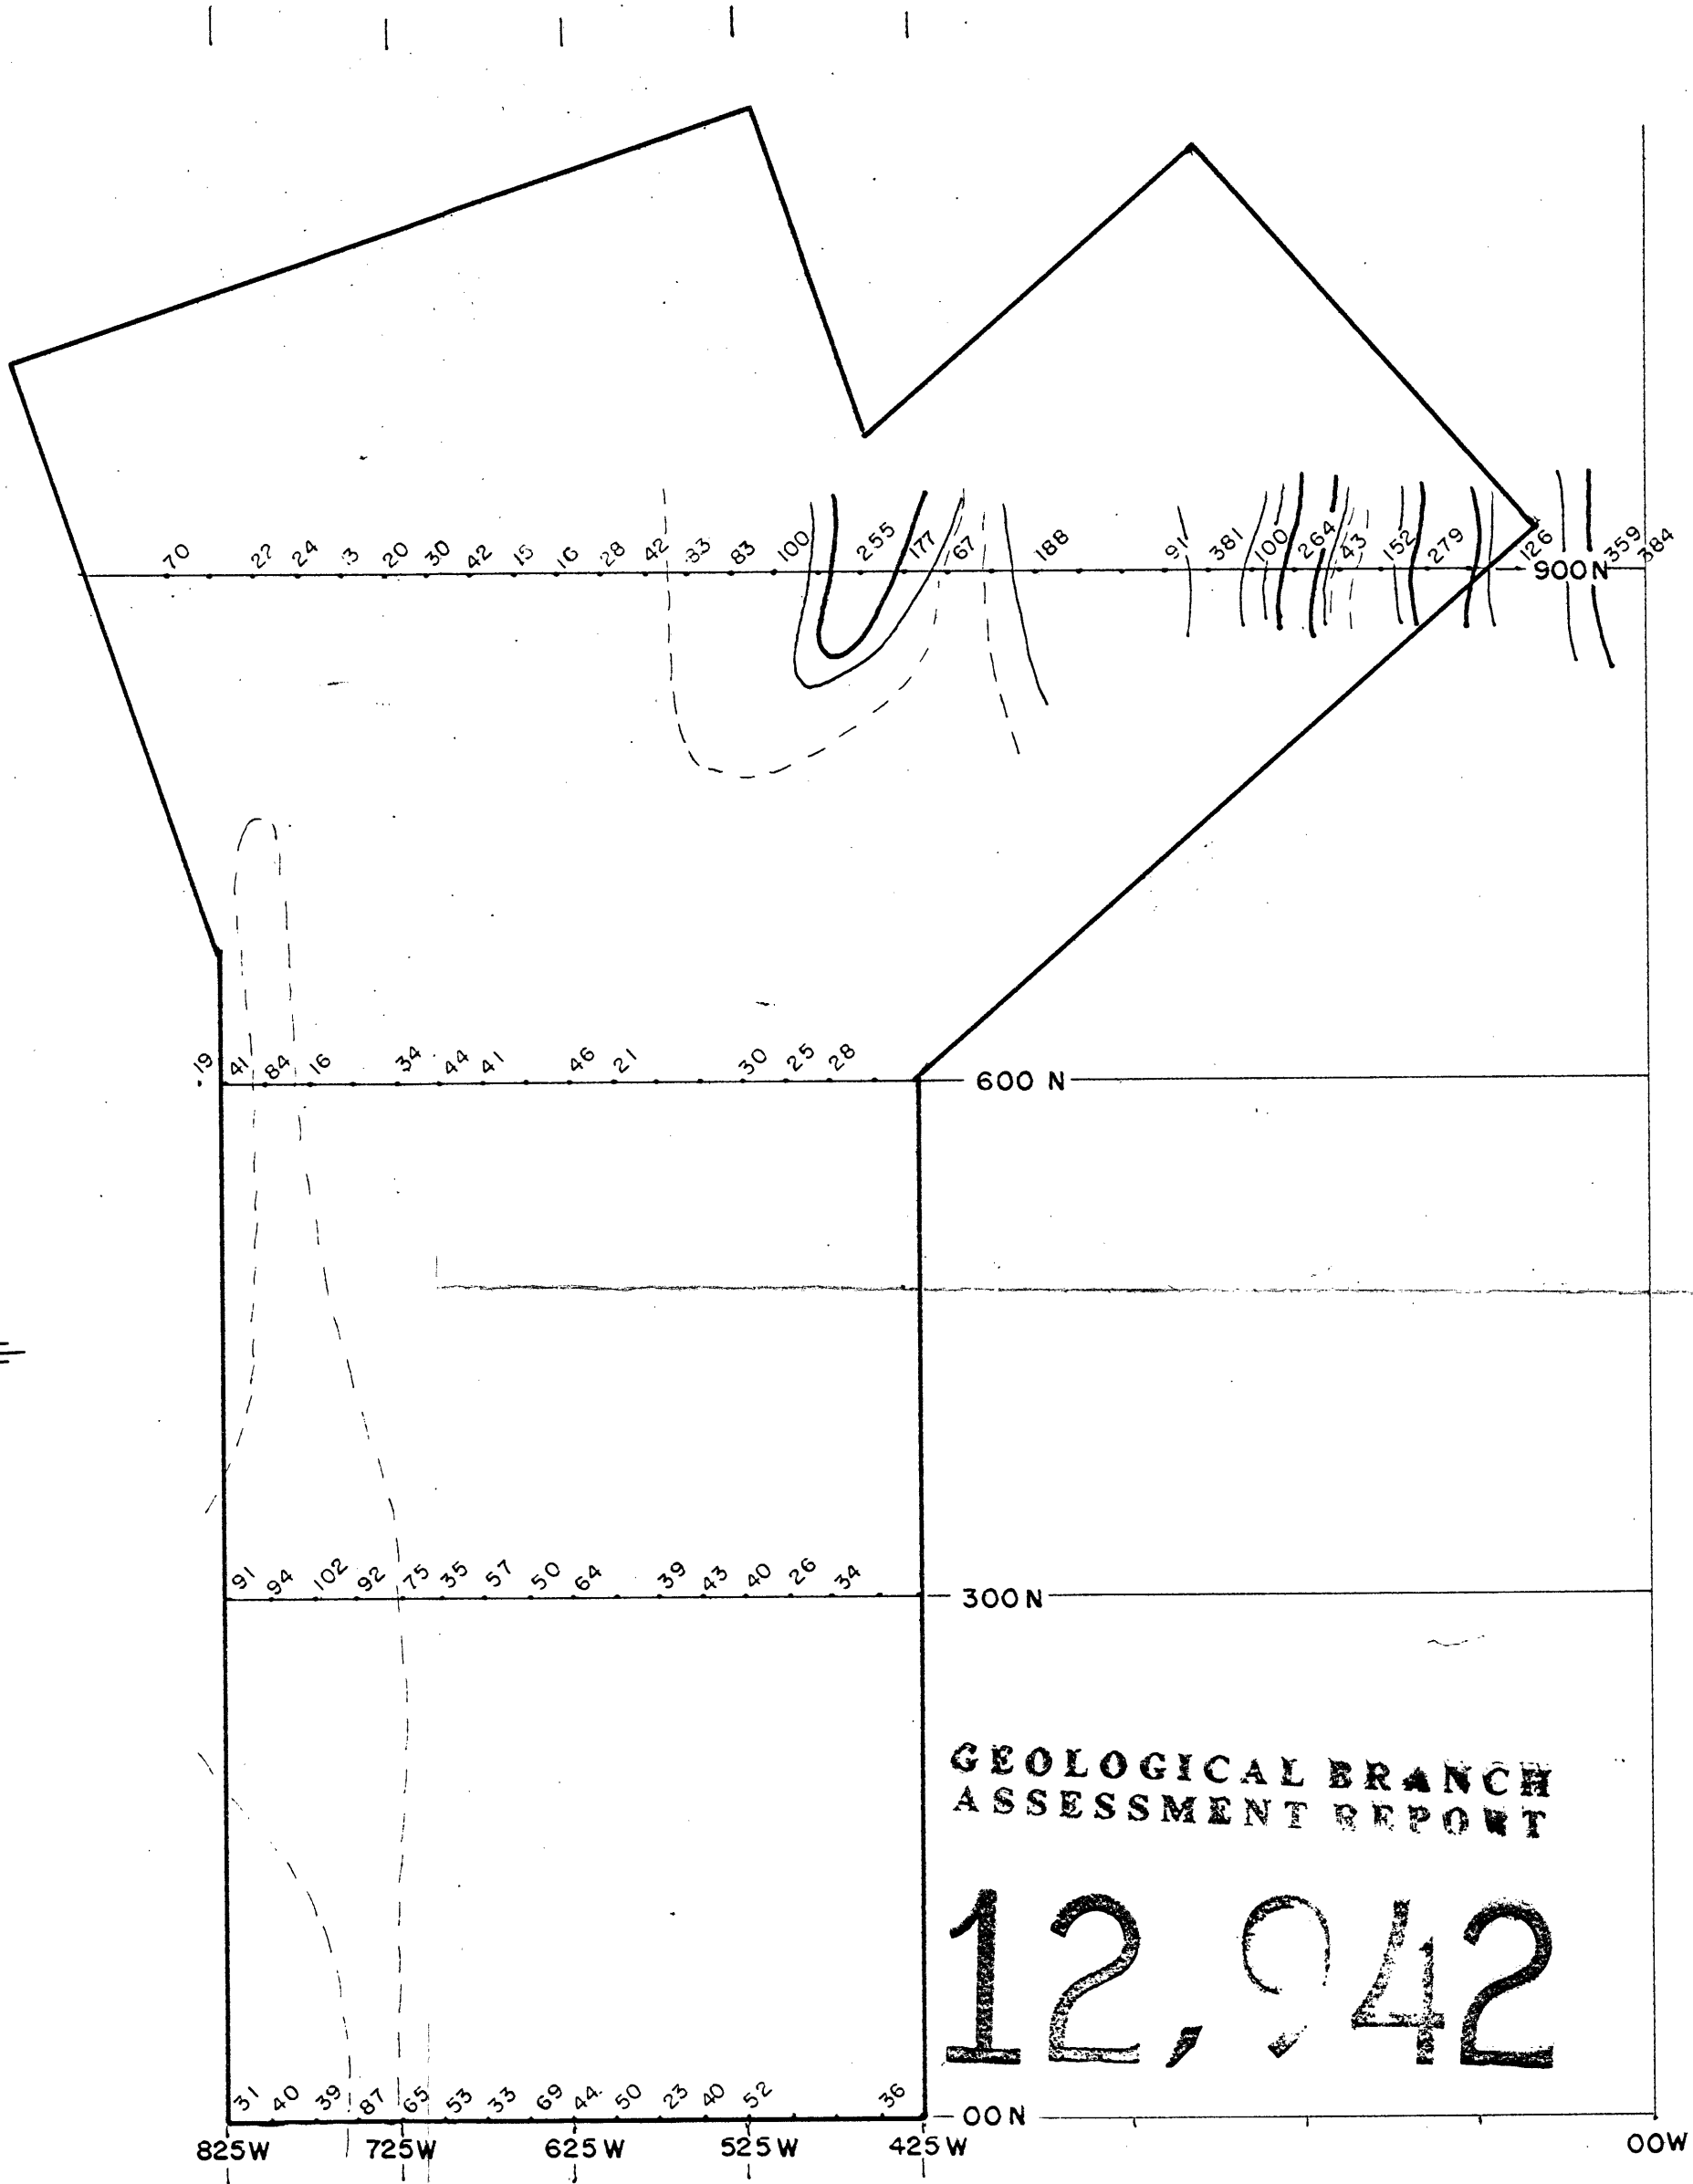 70 22 24 13 20 30 42 15 16 28 42 33 83 100 255 177 67 188 91 381 100 264 43 152 279 126 359 384
900N
19 41 84 16 34 44 41 46 21 30 25 28
600 N
91 94 102 92 75 35 57 50 64 39 43 40 26 34
300N
GEOLOGICAL BRANCH
ASSESSMENT REPORT
12,942
31 40 39 87 65 53 33 69 44 50 23 40 52 36
00N
825W 725W 625W 525W 425W 00W